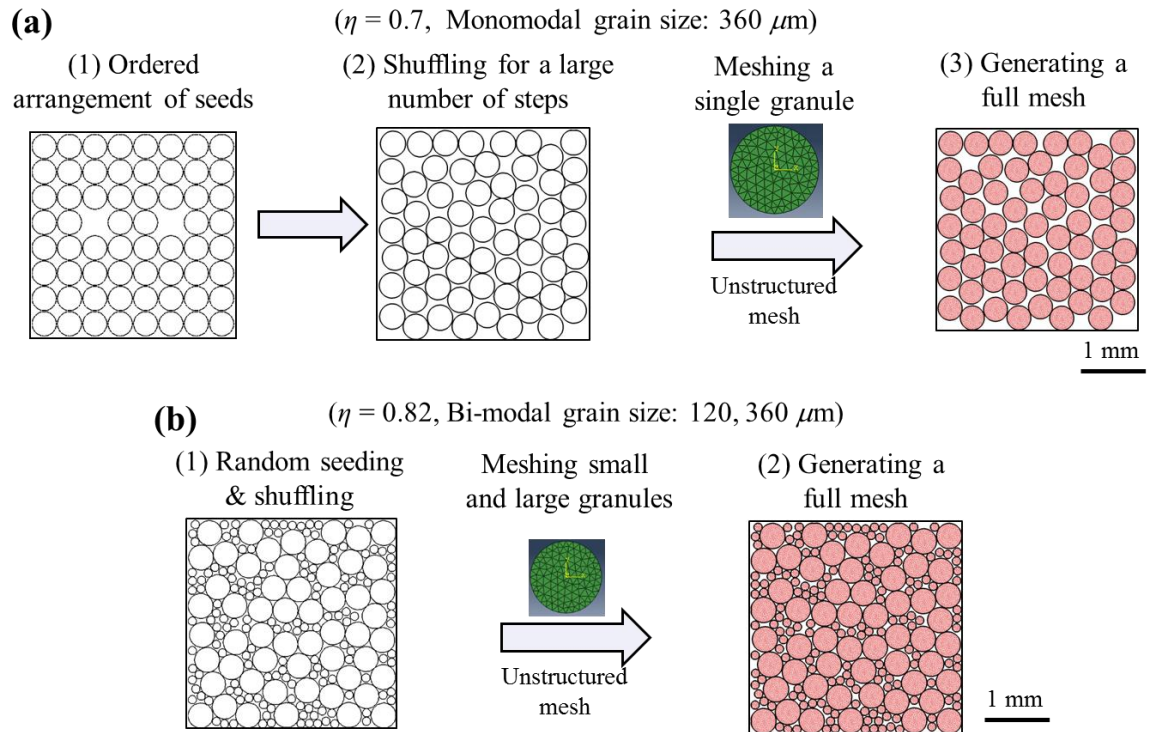 (a)
(η = 0.7, Monomodal grain size: 360 μm)
(1) Ordered
arrangement of seeds
(2) Shuffling for a large
number of steps
Meshing a
single granule
Unstructured
mesh
(3) Generating a
full mesh
1 mm
(b)
(η = 0.82, Bi-modal grain size: 120, 360 μm)
(1) Random seeding
& shuffling
Meshing small
and large granules
Unstructured
mesh
(2) Generating a
full mesh
1 mm